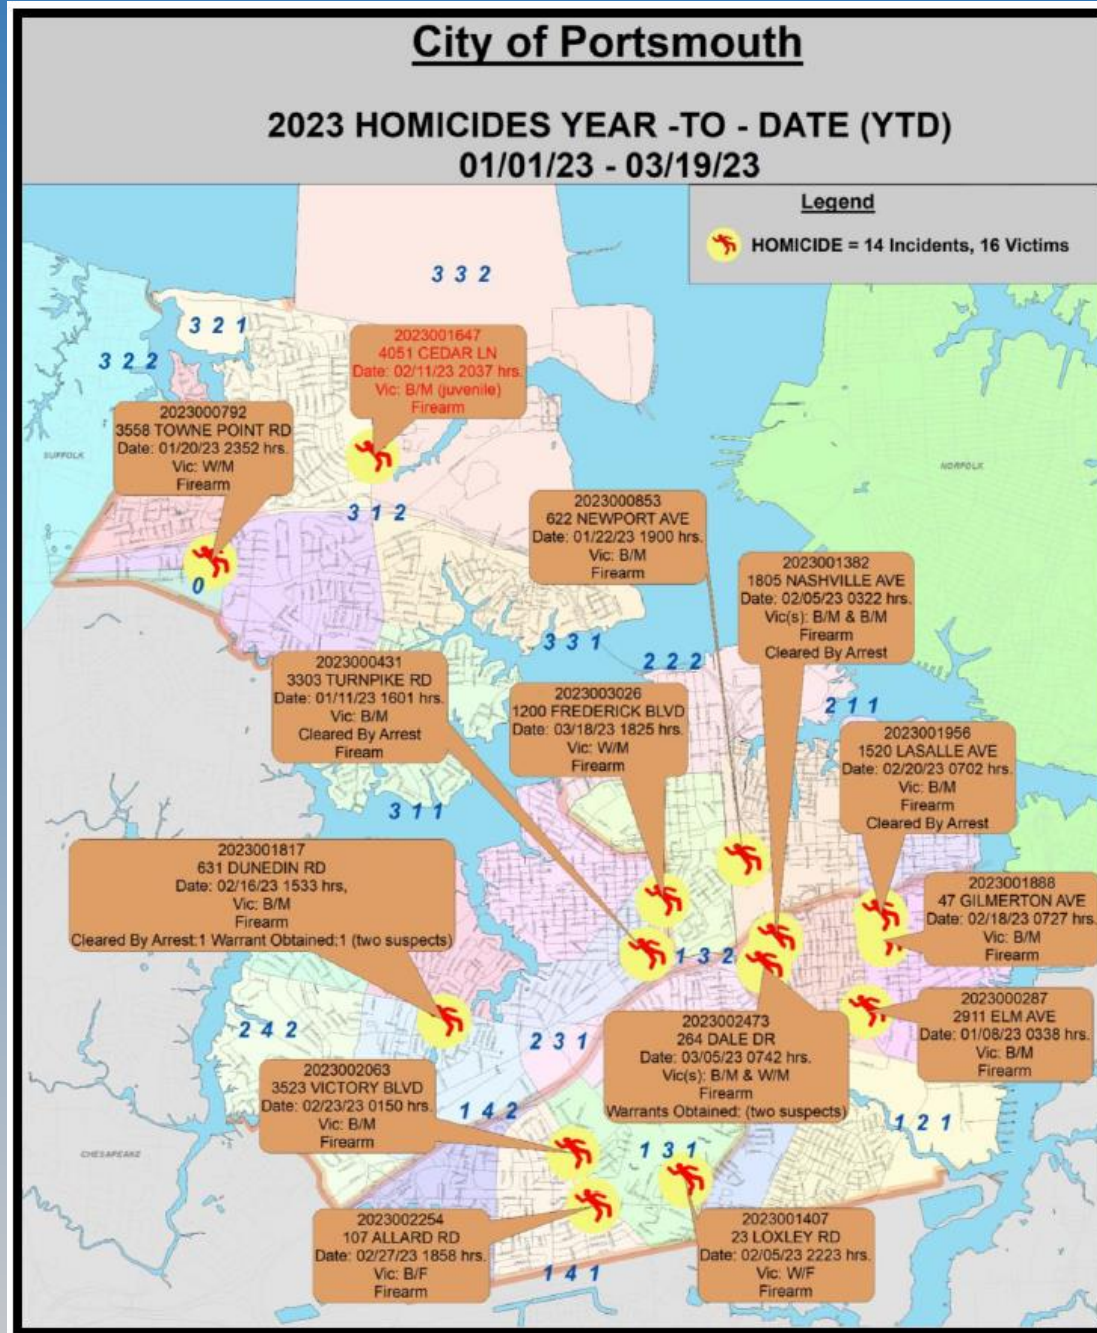 City of Portsmouth
2023 HOMICIDES YEAR -TO - DATE (YTD)
01/01/23 - 03/19/23
Legend
HOMICIDE = 14 Incidents, 16 Victims
3 3 2
3 2 1
3 2 2
2023001647
4051 CEDAR LN
Date: 02/11/23 2037 hrs.
Vic: B/M (juvenile)
Firearm
2023000792
3558 TOWNE POINT RD
Date: 01/20/23 2352 hrs.
Vic: W/M
Firearm
SUFFOLK
NORFOLK
3 1 2
0
2023000853
622 NEWPORT AVE
Date: 01/22/23 1900 hrs.
Vic: B/M
Firearm
2023001382
1805 NASHVILLE AVE
Date: 02/05/23 0322 hrs.
Vic(s): B/M & B/M
Firearm
Cleared By Arrest
3 3 1
2 2 2
2 1 1
2023000431
3303 TURNPIKE RD
Date: 01/11/23 1601 hrs.
Vic: B/M
Cleared By Arrest
Fiream
2023003026
1200 FREDERICK BLVD
Date: 03/18/23 1825 hrs.
Vic: W/M
Firearm
2023001956
1520 LASALLE AVE
Date: 02/20/23 0702 hrs.
Vic: B/M
Firearm
Cleared By Arrest
3 1 1
2023001817
631 DUNEDIN RD
Date: 02/16/23 1533 hrs,
Vic: B/M
Firearm
Cleared By Arrest:1 Warrant Obtained:1 (two suspects)
2023001888
47 GILMERTON AVE
Date: 02/18/23 0727 hrs.
Vic: B/M
Firearm
1 3 2
2023000287
2911 ELM AVE
Date: 01/08/23 0338 hrs.
Vic: B/M
Firearm
2 4 2
2 3 1
2023002473
264 DALE DR
Date: 03/05/23 0742 hrs.
Vic(s): B/M & W/M
Firearm
Warrants Obtained: (two suspects)
2023002063
3523 VICTORY BLVD
Date: 02/23/23 0150 hrs.
Vic: B/M
Firearm
1 4 2
1 2 1
1 3 1
CHESAPEAKE
2023002254
107 ALLARD RD
Date: 02/27/23 1858 hrs.
Vic: B/F
Firearm
2023001407
23 LOXLEY RD
Date: 02/05/23 2223 hrs.
Vic: W/F
Firearm
1 4 1